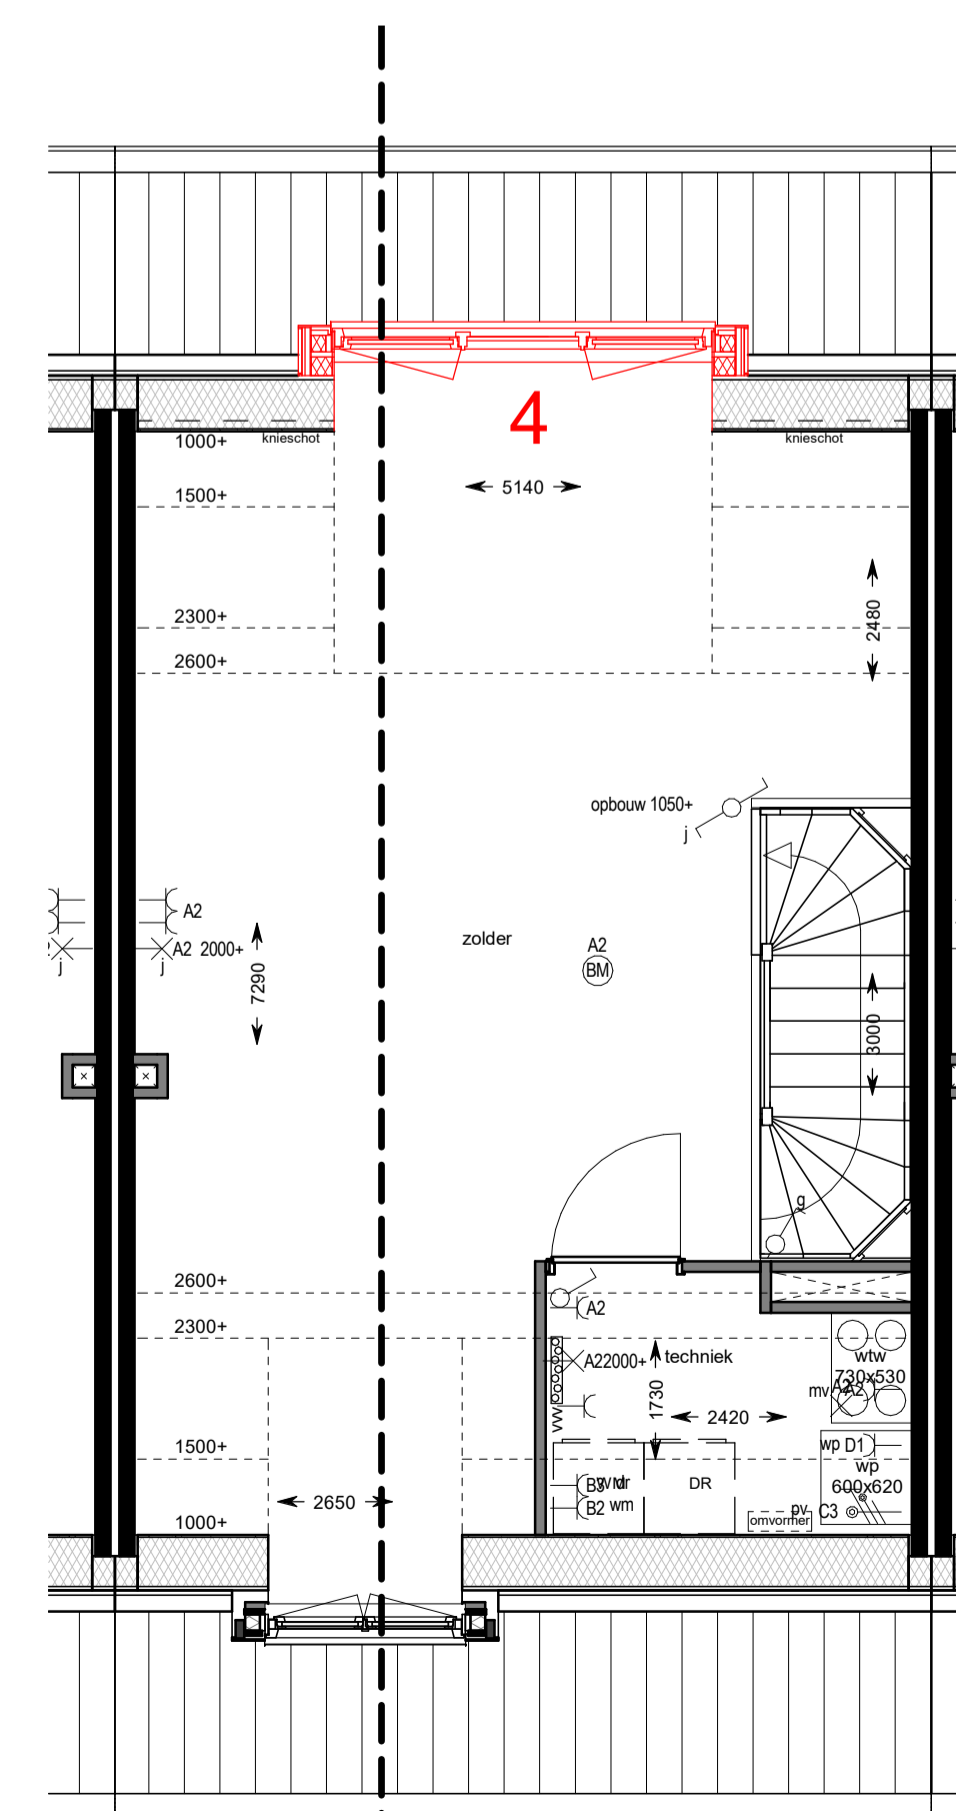 4
1000+
knieschot
knieschot
5140
1500+
2300+
2480
2600+
opbouw 1050+
j
A2
zolder
A2
A2 2000+
BM
j
j
7290
3000
g
2600+
A2
2300+
A22000+
techniek
wtw
730x530
mv
A2
A2
1730
2420
1500+
wp D1
wp
B3
dr
DR
600x620
2650
B2
wm
pv
C3
omvormer
1000+